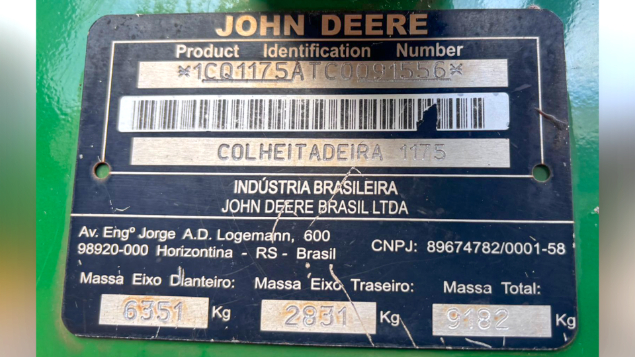 JOHN DEERE
Product Identification Number
*1CQ1175ATC0091556*
COLHEITADEIRA 1175
INDÚSTRIA BRASILEIRA
JOHN DEERE BRASIL LTDA
Av. Engº Jorge A.D. Logemann, 600
98920-000 Horizontina - RS - Brasil
CNPJ: 89674782/0001-58
Massa Eixo Dianteiro: Massa Eixo Traseiro: Massa Total:
6351 Kg 2831 Kg 9182 Kg